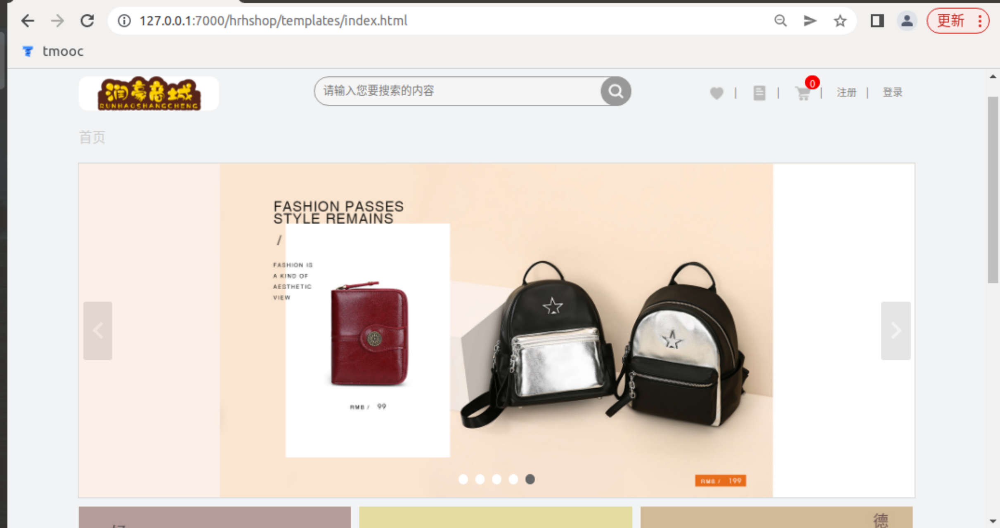 127.0.0.1:7000/hrhshop/templates/index.html
更新
tmooc
润豪商城
RUNHAOSHANGCHENG
请输入您要搜索的内容
0
注册
登录
首页
FASHION PASSES
STYLE REMAINS
/
FASHION IS
A KIND OF
AESTHETIC
VIEW
RMB / 99
RMB / 199
德